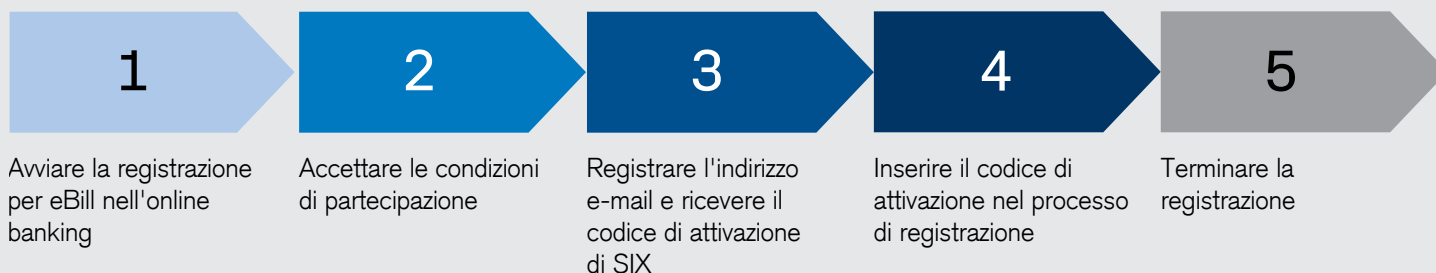 1
Avviare la registrazione
per eBill nell'online
banking
2
Accettare le condizioni
di partecipazione
3
Registrare l'indirizzo
e-mail e ricevere il
codice di attivazione
di SIX
4
Inserire il codice di
attivazione nel processo
di registrazione
5
Terminare la
registrazione